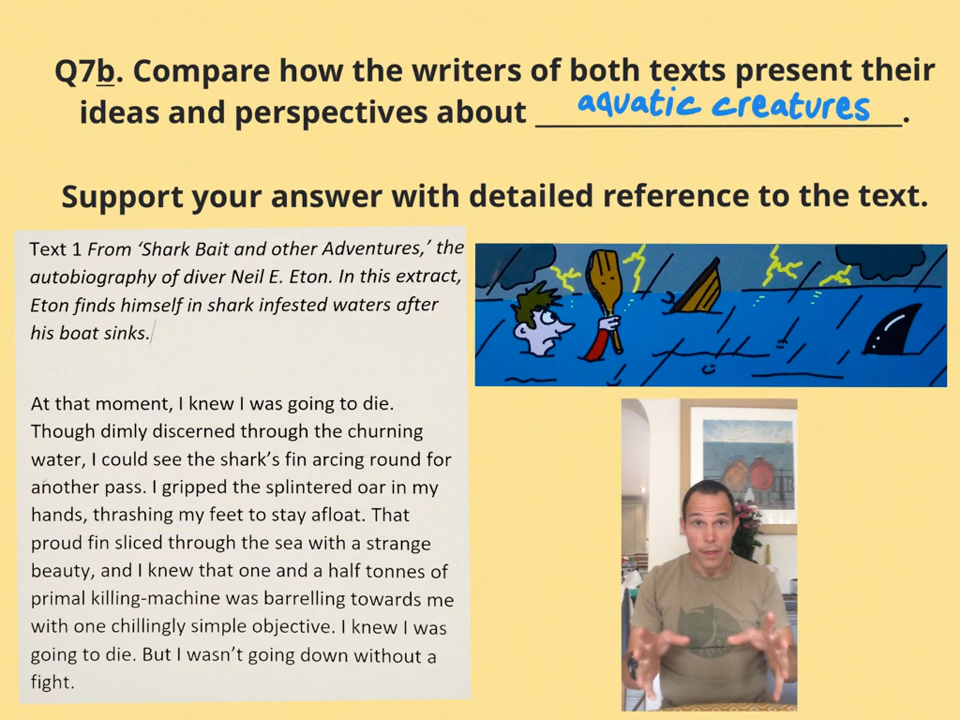 Q7b. Compare how the writers of both texts present their
ideas and perspectives about aquatic creatures.
Support your answer with detailed reference to the text.
Text 1 From ‘Shark Bait and other Adventures,’ the
autobiography of diver Neil E. Eton. In this extract,
Eton finds himself in shark infested waters after
his boat sinks.
At that moment, I knew I was going to die.
Though dimly discerned through the churning
water, I could see the shark’s fin arcing round for
another pass. I gripped the splintered oar in my
hands, thrashing my feet to stay afloat. That
proud fin sliced through the sea with a strange
beauty, and I knew that one and a half tonnes of
primal killing-machine was barrelling towards me
with one chillingly simple objective. I knew I was
going to die. But I wasn’t going down without a
fight.